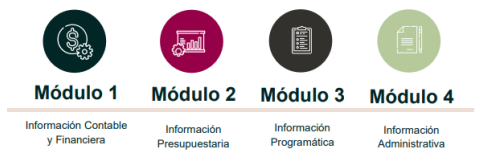 Módulo 1
Módulo 2
Módulo 3
Módulo 4
Información Contable
y Financiera
Información
Presupuestaria
Información
Programática
Información
Administrativa